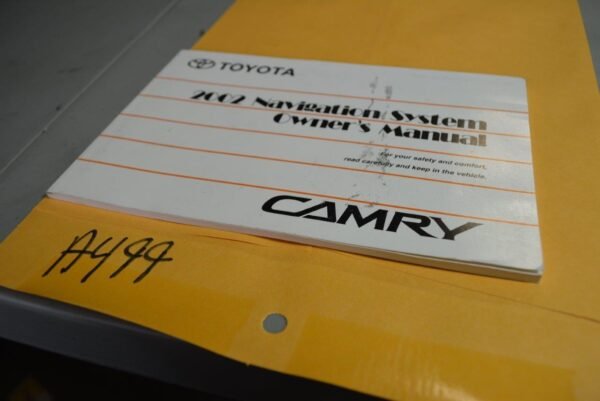 TOYOTA
2002 Navigation System
Owner's Manual
For your safety and comfort,
read carefully and keep in the vehicle.
CAMRY
A499